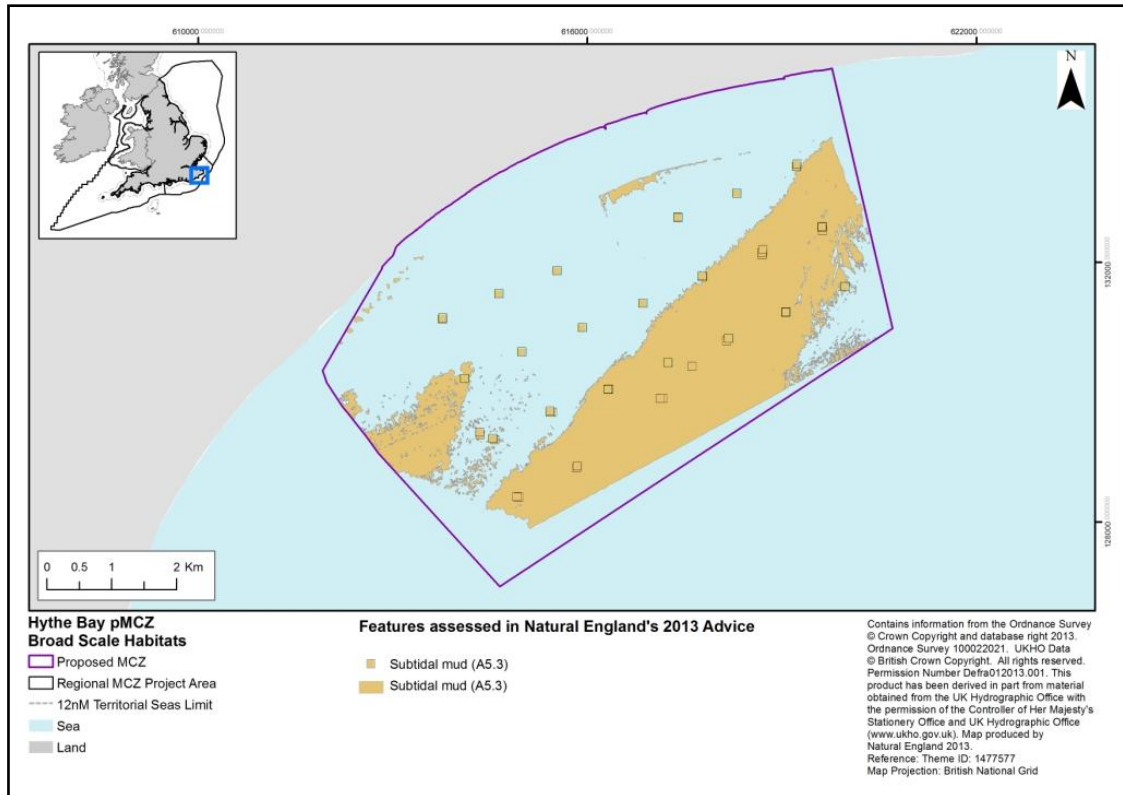 610000.000000
616000.000000
622000.000000
N
132000.000000
128000.000000
0 0.5 1 2 Km
Hythe Bay pMCZ
Broad Scale Habitats
Proposed MCZ
Regional MCZ Project Area
12nM Territorial Seas Limit
Sea
Land
Features assessed in Natural England's 2013 Advice
Subtidal mud (A5.3)
Subtidal mud (A5.3)
Contains information from the Ordnance Survey
© Crown Copyright and database right 2013.
Ordnance Survey 100022021. UKHO Data
© British Crown Copyright. All rights reserved.
Permission Number Defra012013.001. This
product has been derived in part from material
obtained from the UK Hydrographic Office with
the permission of the Controller of Her Majesty's
Stationery Office and UK Hydrographic Office
(www.ukho.gov.uk). Map produced by
Natural England 2013.
Reference: Theme ID: 1477577
Map Projection: British National Grid